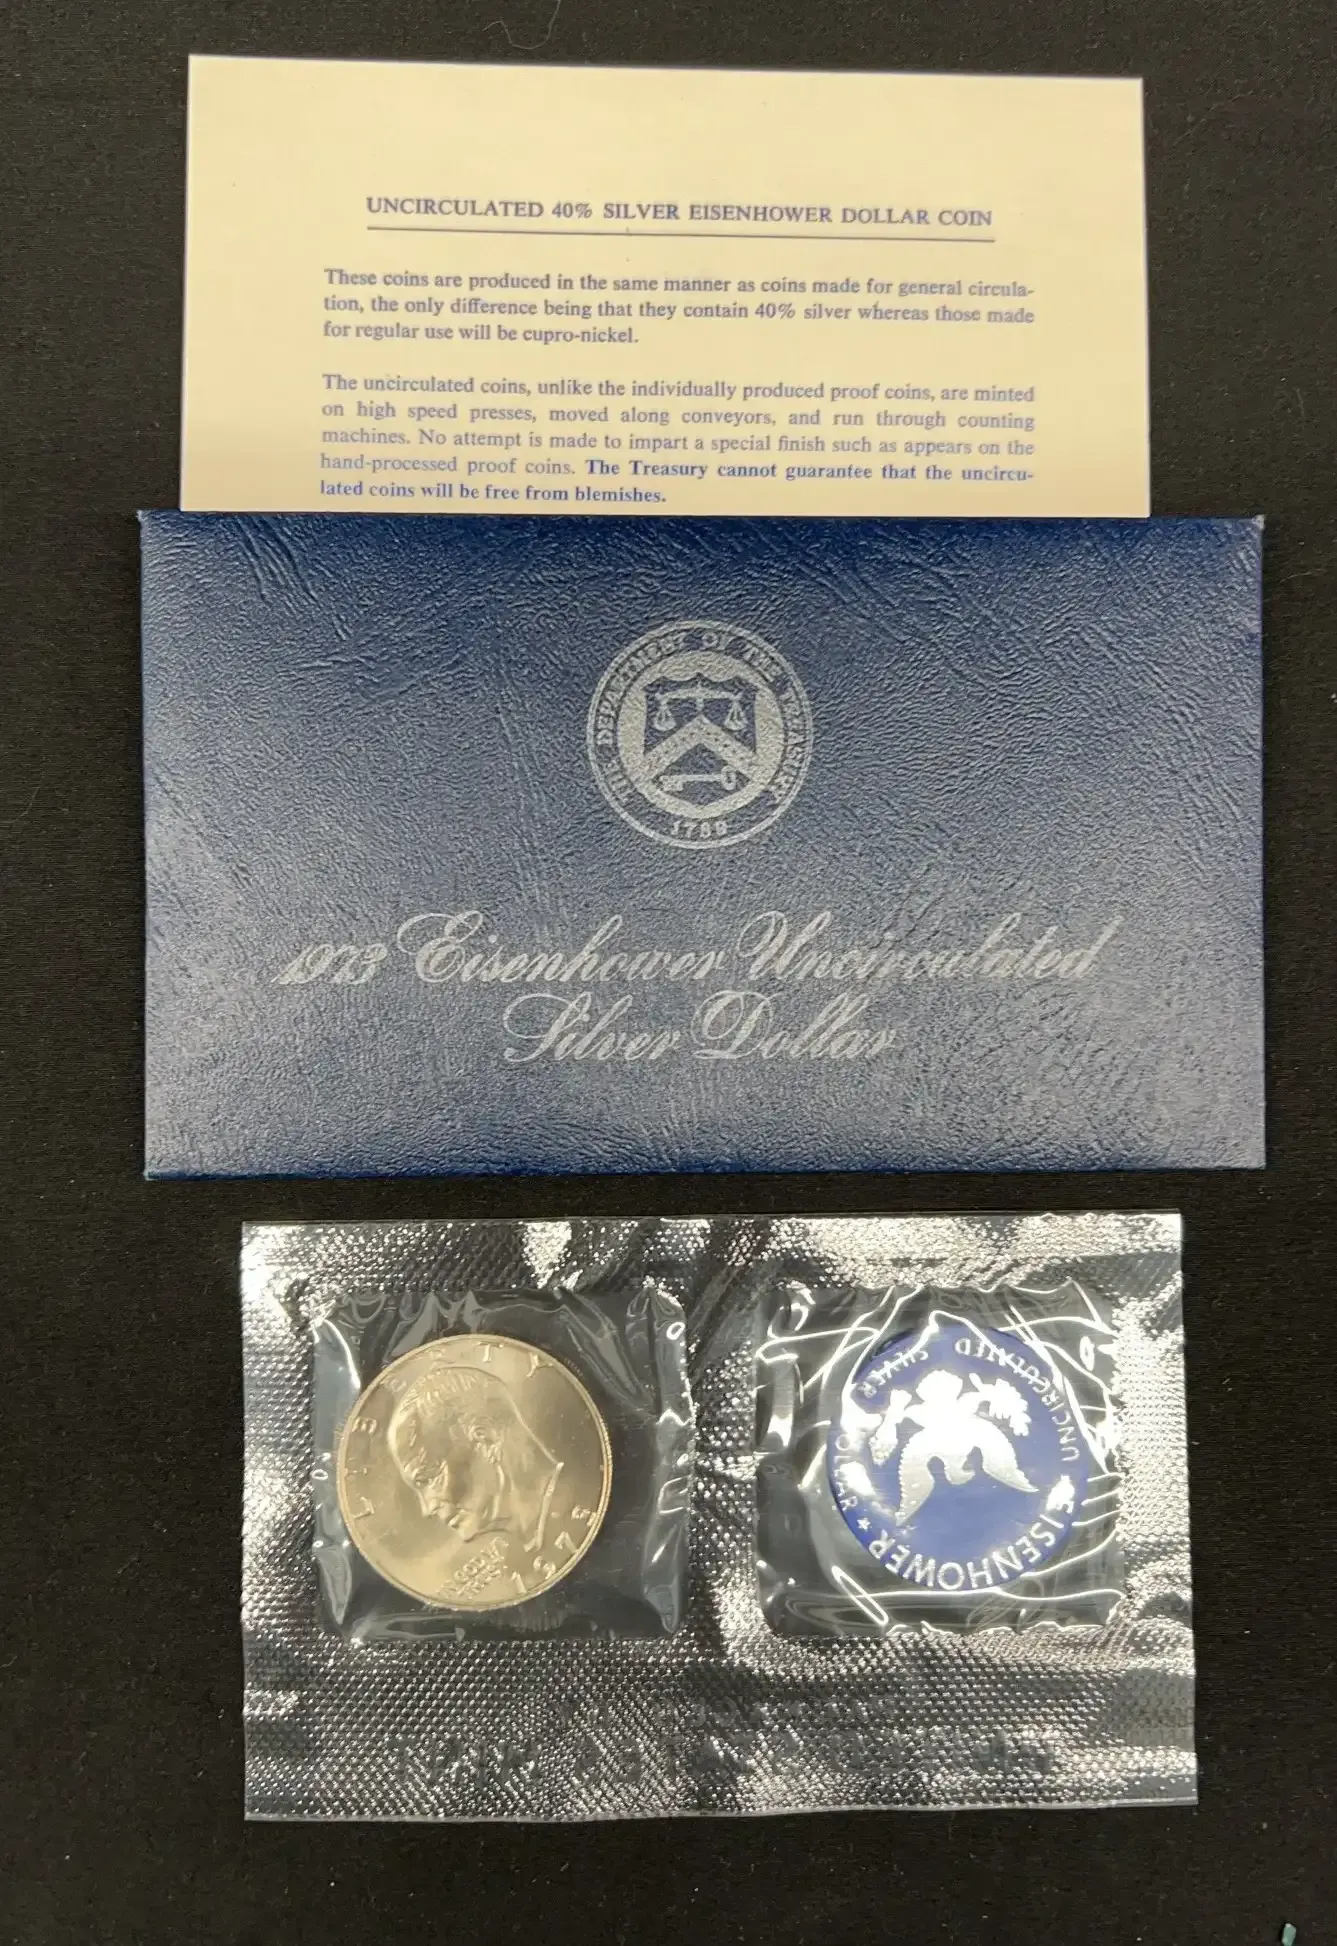 UNCIRCULATED 40% SILVER EISENHOWER DOLLAR COIN
These coins are produced in the same manner as coins made for general circula-
tion, the only difference being that they contain 40% silver whereas those made
for regular use will be cupro-nickel.
The uncirculated coins, unlike the individually produced proof coins, are minted
on high speed presses, moved along conveyors, and run through counting
machines. No attempt is made to impart a special finish such as appears on the
hand-processed proof coins. The Treasury cannot guarantee that the uncircu-
lated coins will be free from blemishes.
THE DEPARTMENT OF THE TREASURY
1789
1973 Eisenhower Uncirculated
Silver Dollar
LIBERTY
IN GOD WE
TRUST
UNCIRCULATED SILVER DOLLAR
EISENHOWER